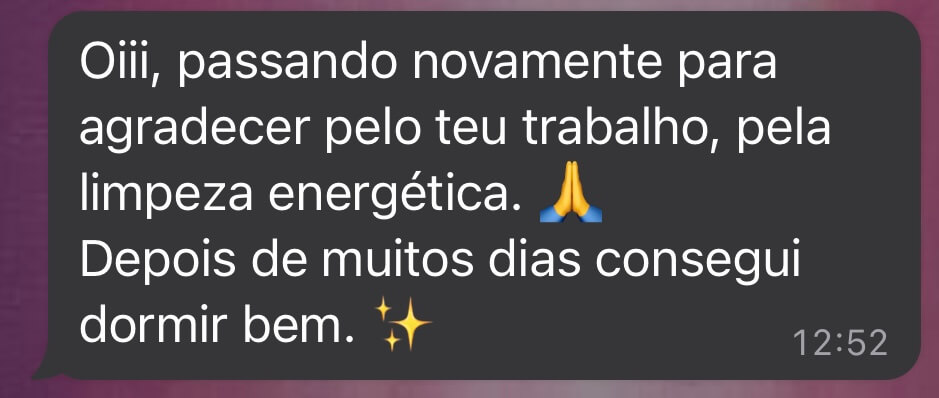 Oiii, passando novamente para
agradecer pelo teu trabalho, pela
limpeza energética. 🙏
Depois de muitos dias consegui
dormir bem. ✨
12:52